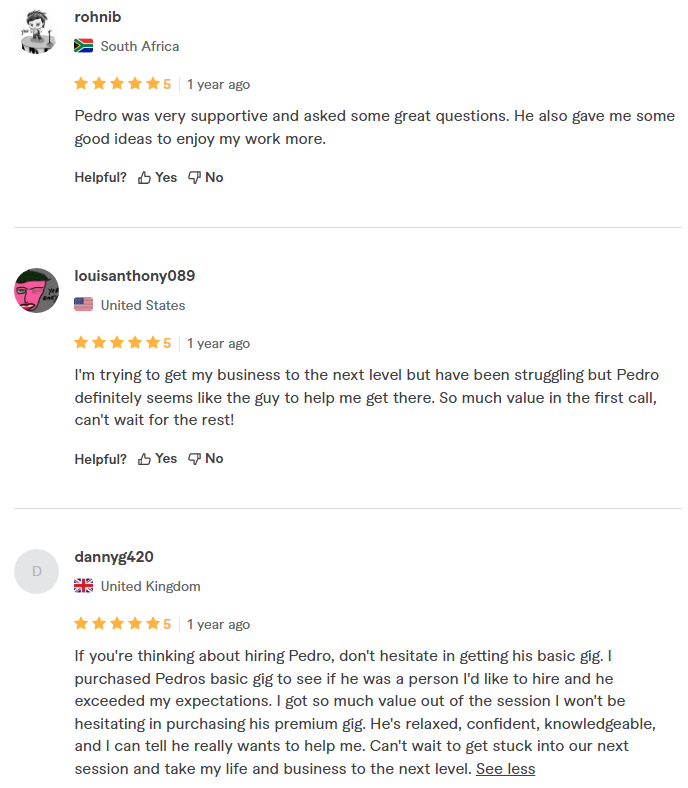 rohnib
South Africa
5 1 year ago
Pedro was very supportive and asked some great questions. He also gave me some
good ideas to enjoy my work more.
Helpful? Yes No
louisanthony089
United States
5 1 year ago
I'm trying to get my business to the next level but have been struggling but Pedro
definitely seems like the guy to help me get there. So much value in the first call,
can't wait for the rest!
Helpful? Yes No
D
dannyg420
United Kingdom
5 1 year ago
If you're thinking about hiring Pedro, don't hesitate in getting his basic gig. I
purchased Pedros basic gig to see if he was a person I'd like to hire and he
exceeded my expectations. I got so much value out of the session I won't be
hesitating in purchasing his premium gig. He's relaxed, confident, knowledgeable,
and I can tell he really wants to help me. Can't wait to get stuck into our next
session and take my life and business to the next level. See less